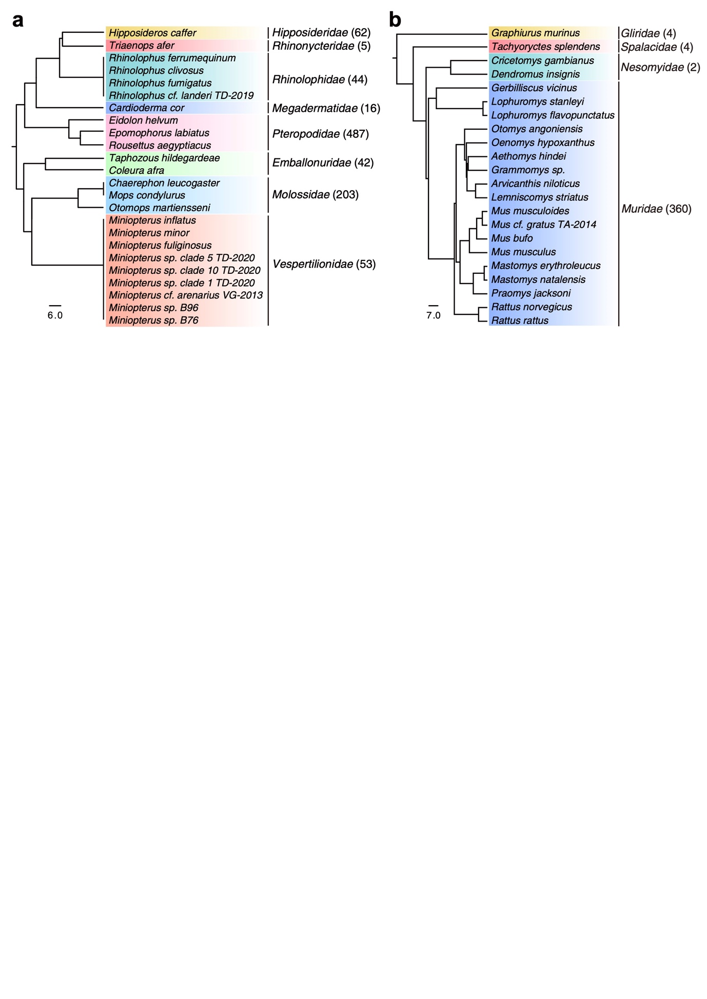 a
Hipposideros caffer
Triaenops afer
Rhinolophus ferrumequinum
Rhinolophus clivosus
Rhinolophus fumigatus
Rhinolophus cf. landeri TD-2019
Cardioderma cor
Eidolon helvum
Epomophorus labiatus
Rousettus aegyptiacus
Taphozous hildegardeae
Coleura afra
Chaerephon leucogaster
Mops condylurus
Otomops martiensseni
Miniopterus inflatus
Miniopterus minor
Miniopterus fuliginosus
Miniopterus sp. clade 5 TD-2020
Miniopterus sp. clade 10 TD-2020
Miniopterus sp. clade 1 TD-2020
Miniopterus cf. arenarius VG-2013
Miniopterus sp. B96
Miniopterus sp. B76
Hipposideridae (62)
Rhinonycteridae (5)
Rhinolophidae (44)
Megadermatidae (16)
Pteropodidae (487)
Emballonuridae (42)
Molossidae (203)
Vespertilionidae (53)
6.0
b
Graphiurus murinus
Tachyoryctes splendens
Cricetomys gambianus
Dendromus insignis
Gerbilliscus vicinus
Lophuromys stanleyi
Lophuromys flavopunctatus
Otomys angoniensis
Oenomys hypoxanthus
Aethomys hindei
Grammomys sp.
Arvicanthis niloticus
Lemniscomys striatus
Mus musculoides
Mus cf. gratus TA-2014
Mus bufo
Mus musculus
Mastomys erythroleucus
Mastomys natalensis
Praomys jacksoni
Rattus norvegicus
Rattus rattus
Gliridae (4)
Spalacidae (4)
Nesomyidae (2)
Muridae (360)
7.0